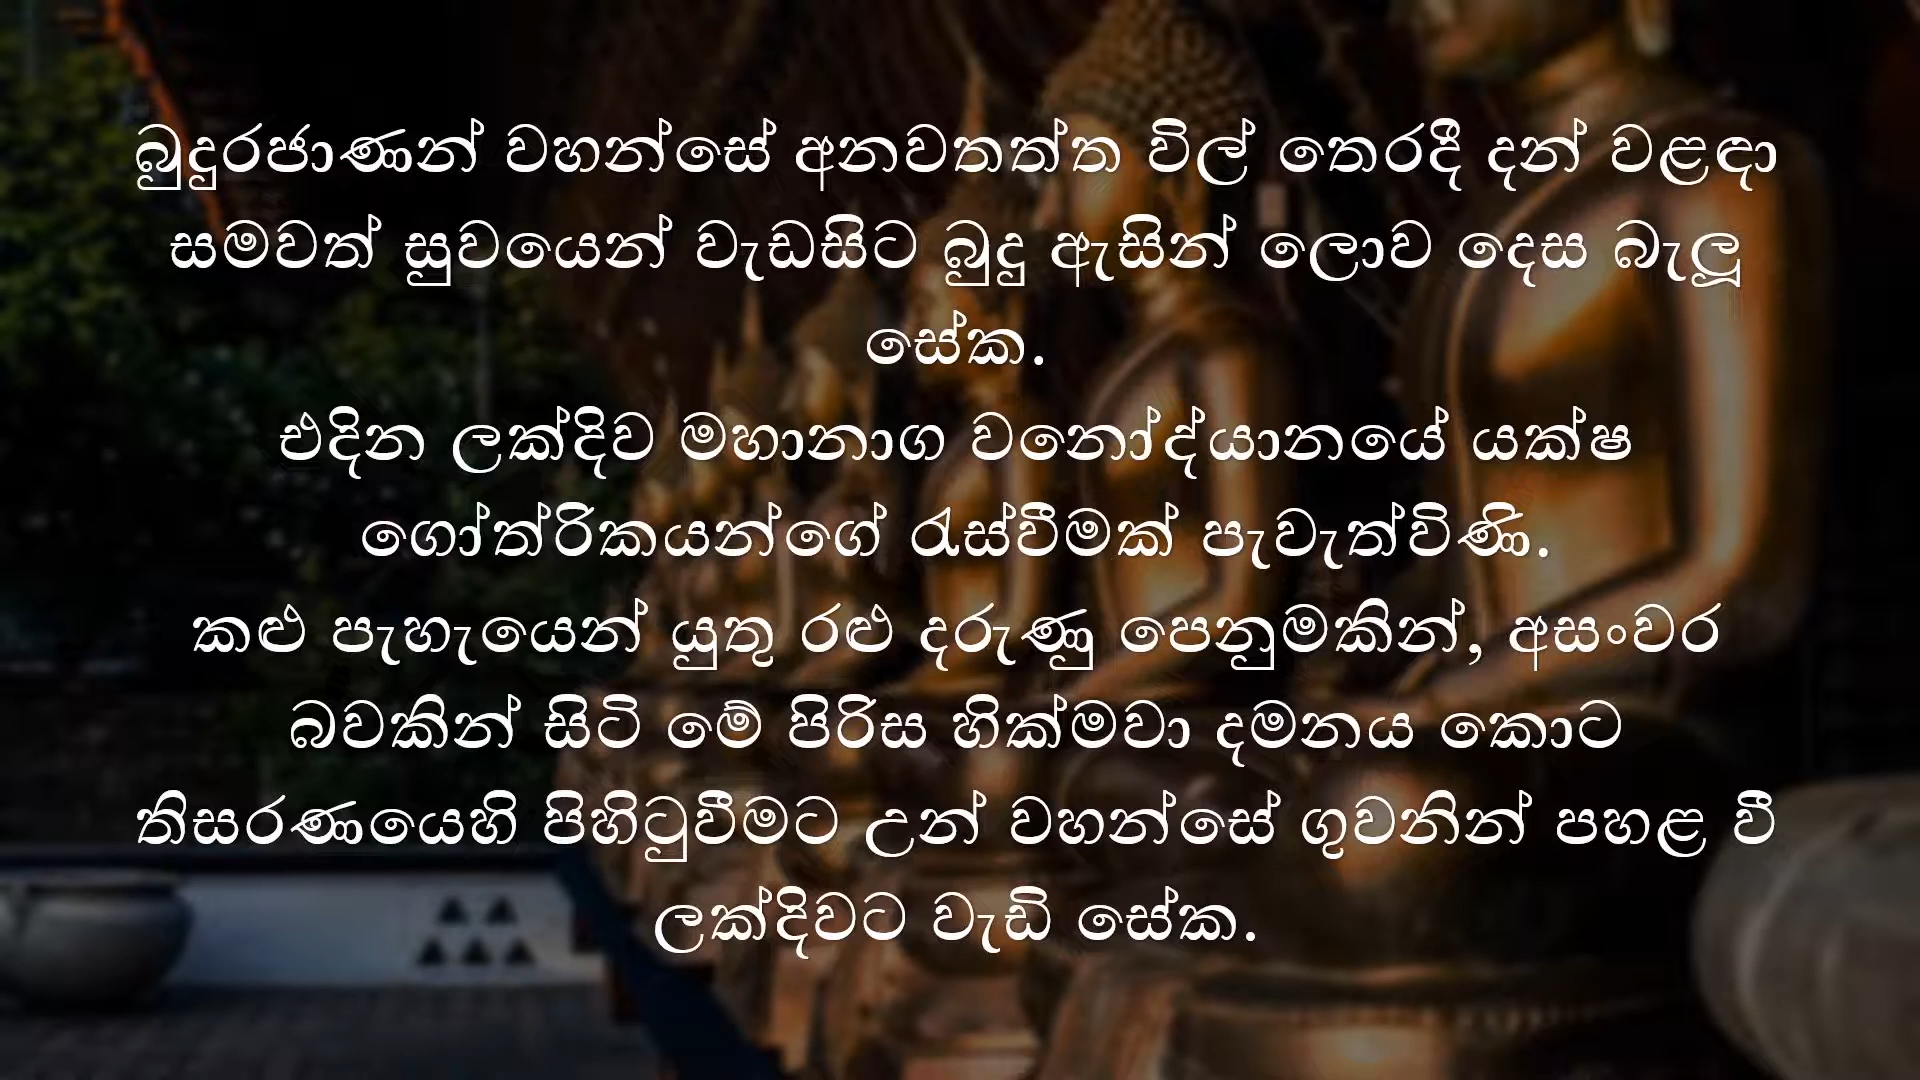 බුදුරජාණන් වහන්සේ අනවතත්ත විල් තෙරදී දන් වළඳා
සමවත් සුවයෙන් වැඩසිට බුදු ඇසින් ලොව දෙස බැලූ
සේක.
එදින ලක්දිව මහානාග වනෝද්යානයේ යක්ෂ
ගෝත්රිකයන්ගේ රැස්වීමක් පැවැත්විණි.
කළු පැහැයෙන් යුතු රළු දරුණු පෙනුමකින්, අසංවර
බවකින් සිටි මේ පිරිස හික්මවා දමනය කොට
තිසරණයෙහි පිහිටුවීමට උන් වහන්සේ ගුවනින් පහළ වී
ලක්දිවට වැඩි සේක.